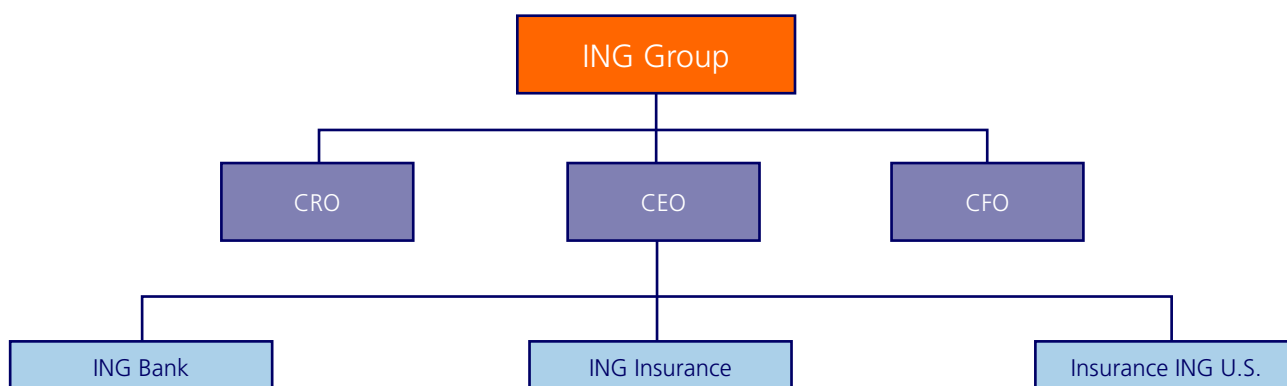 ING Group
CRO
CEO
CFO
ING Bank
ING Insurance
Insurance ING U.S.